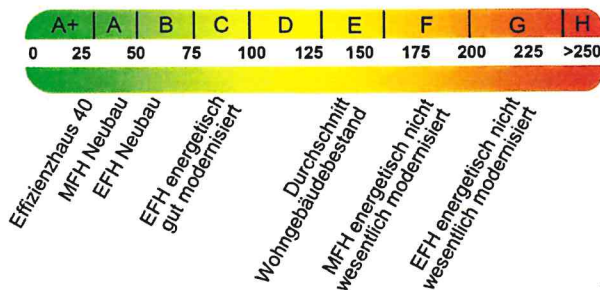 A+ A B C D E F G H
0 25 50 75 100 125 150 175 200 225 >250
Effizienzhaus 40
MFH Neubau
EFH Neubau
EFH energetisch
gut modernisiert
Durchschnitt
Wohngebäudebestand
MFH energetisch nicht
wesentlich modernisiert
EFH energetisch nicht
wesentlich modernisiert